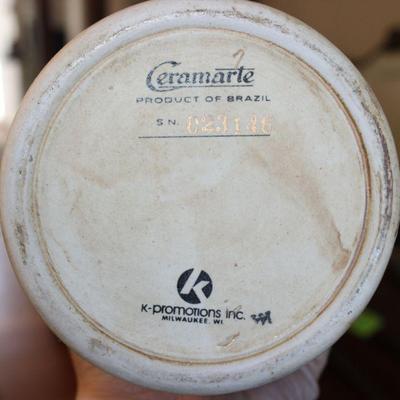 Ceramarte
PRODUCT OF BRAZIL
S.N. 023146
K
K-PROMOTIONS INC.
MILWAUKEE, WI.